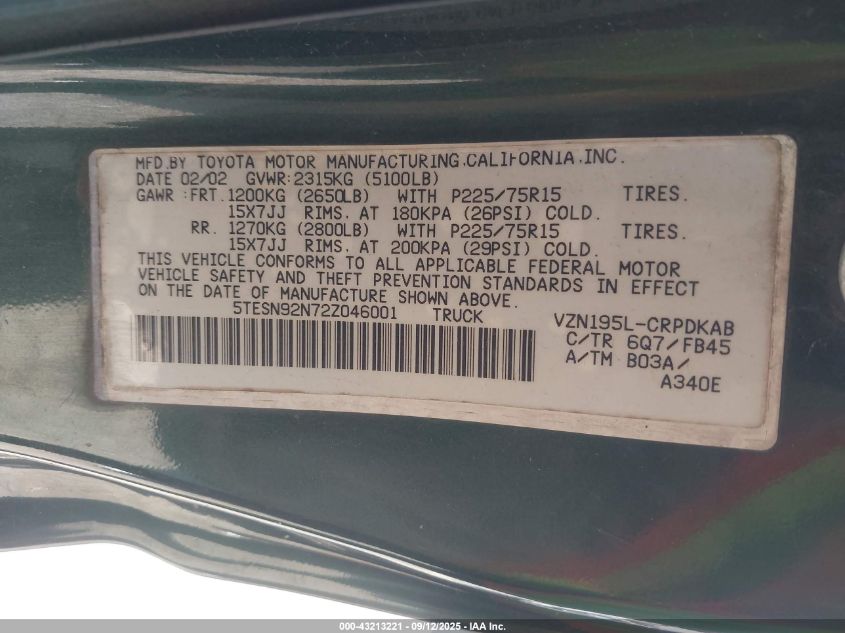 MFD.BY TOYOTA MOTOR MANUFACTURING,CALIFORNIA,INC.
DATE 02/02 GVWR:2315KG (5100LB)
GAWR :FRT. 1200KG (2650LB) WITH P225/75R15 TIRES.
15X7JJ RIMS. AT 180KPA (26PSI) COLD.
RR. 1270KG (2800LB) WITH P225/75R15 TIRES.
15X7JJ RIMS. AT 200KPA (29PSI) COLD.
THIS VEHICLE CONFORMS TO ALL APPLICABLE FEDERAL MOTOR
VEHICLE SAFETY AND THEFT PREVENTION STANDARDS IN EFFECT
ON THE DATE OF MANUFACTURE SHOWN ABOVE.
5TESN92N72Z046001 TRUCK
VZN195L-CRPDKAB
C/TR 6Q7/FB45
A/TM B03A/
A340E
000-43213221 - 09/12/2025 - IAA Inc.